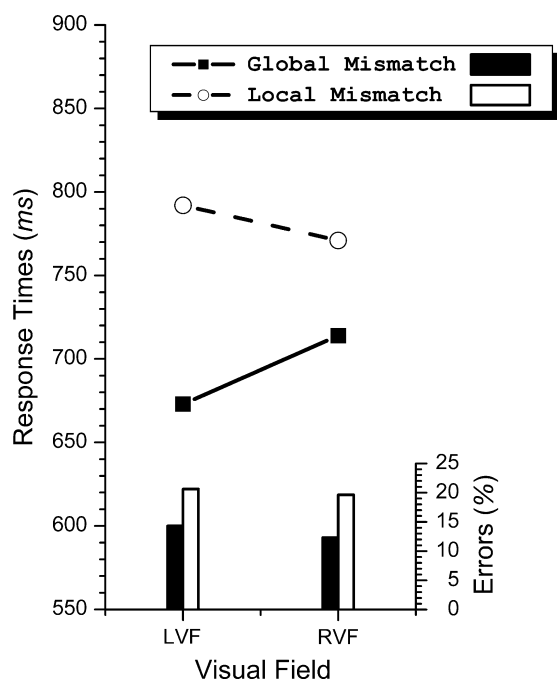 900
Global Mismatch
Local Mismatch
850
800
750
700
650
600
550
Response Times (ms)
25
20
15
10
5
0
Errors (%)
LVF
RVF
Visual Field